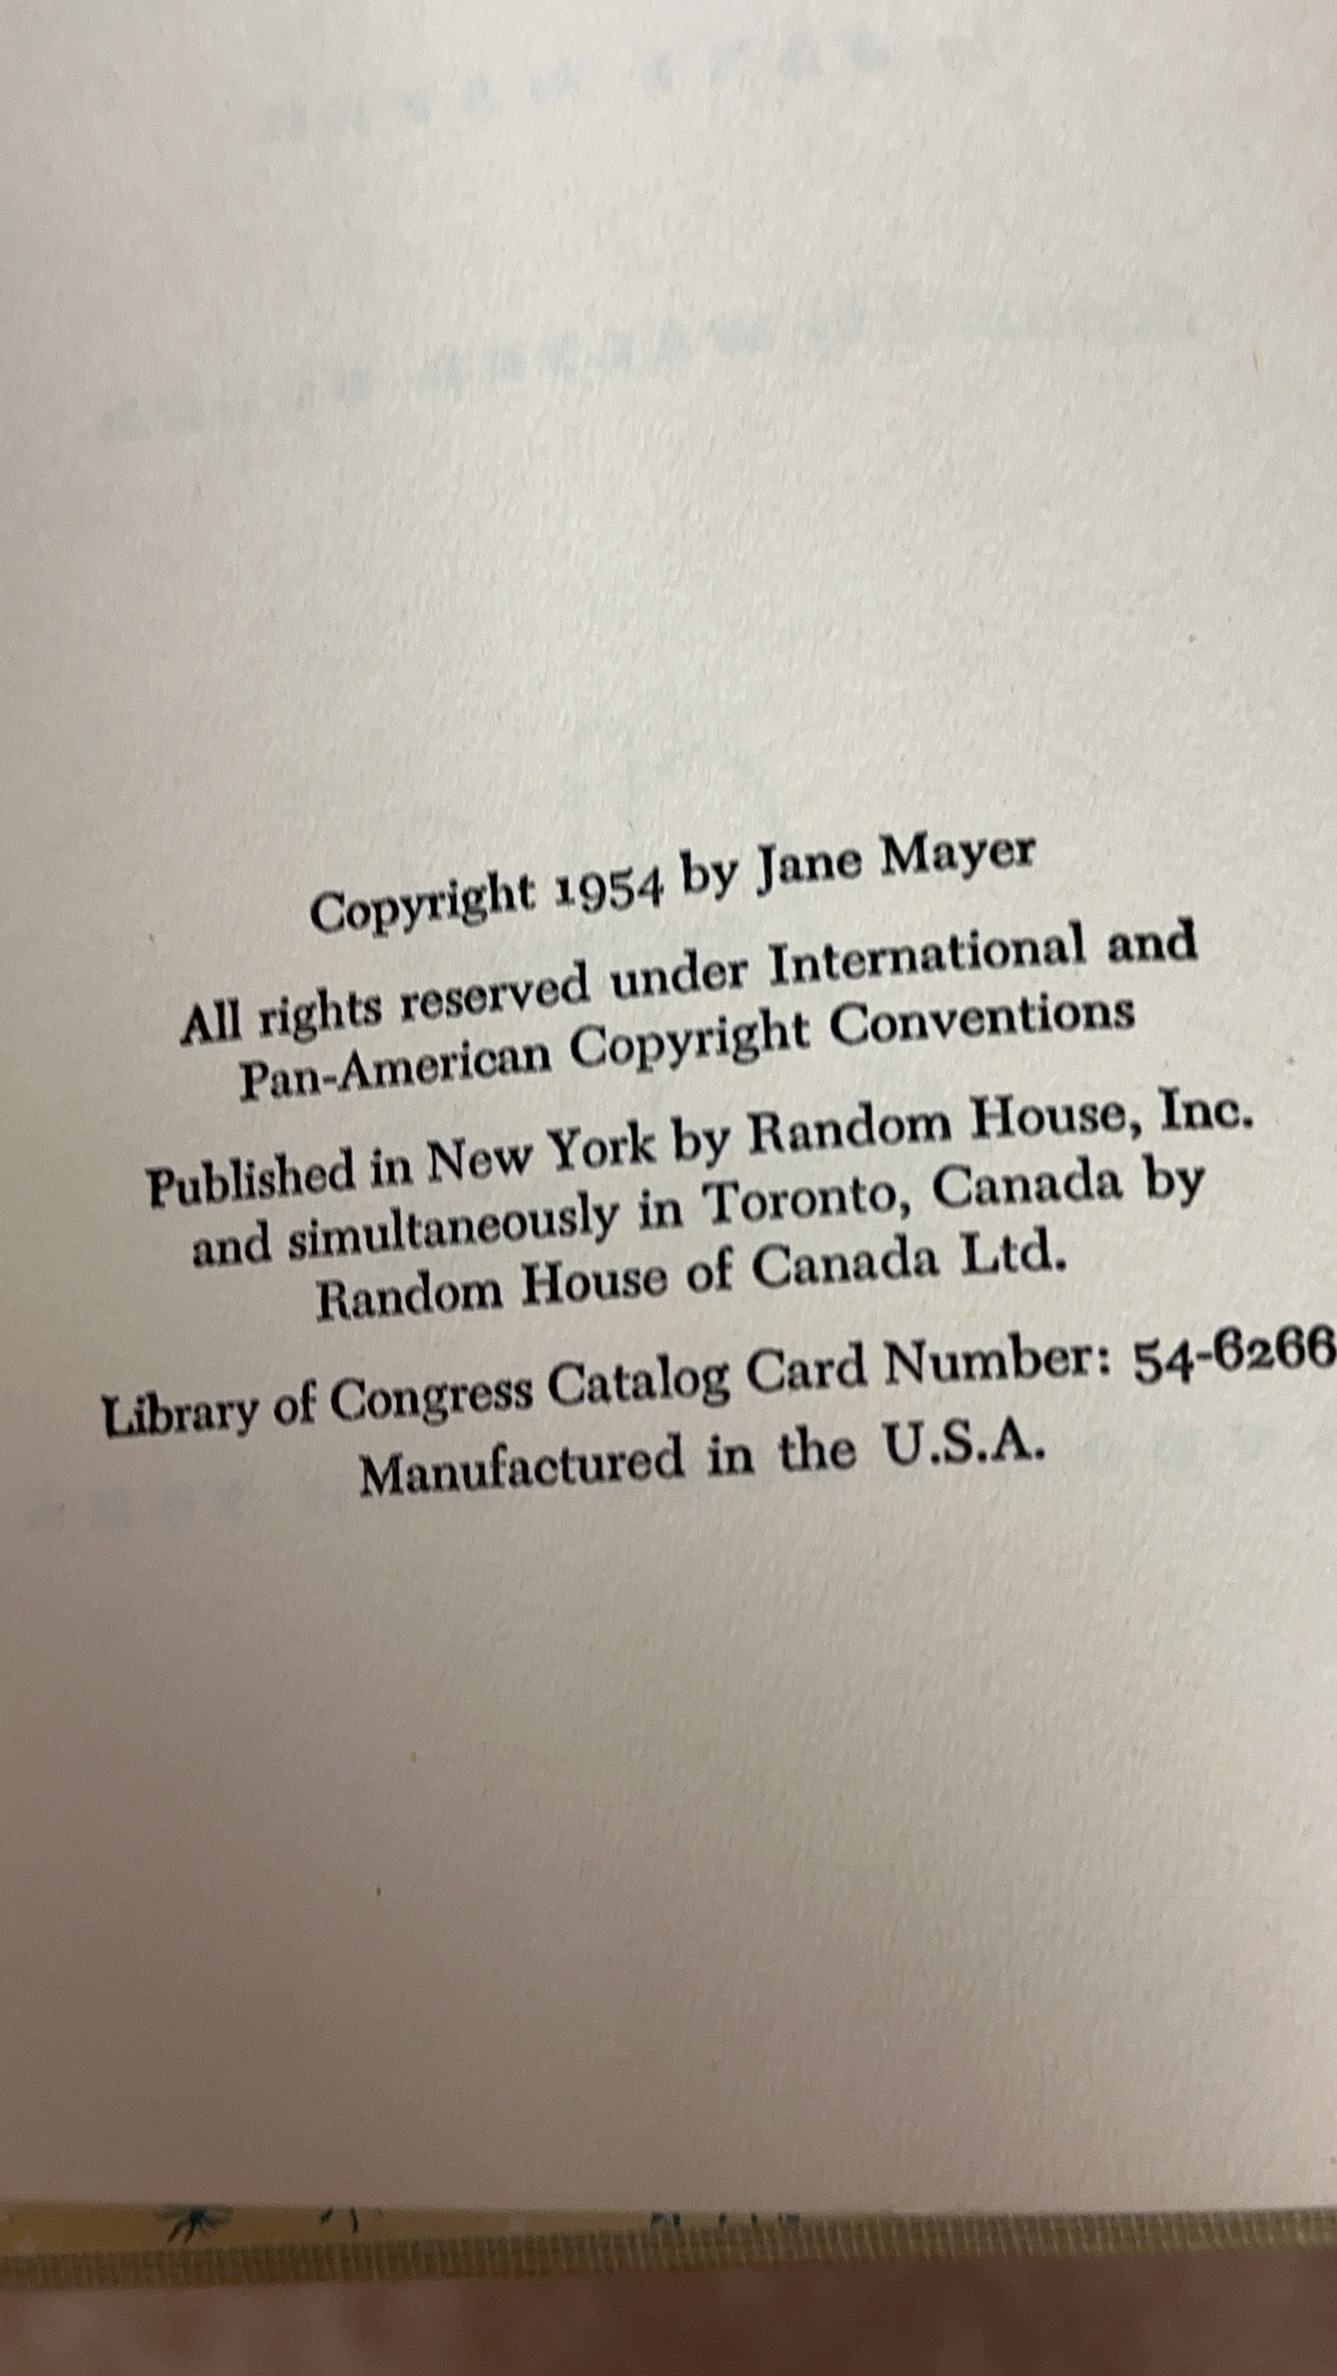 Copyright 1954 by Jane Mayer
All rights reserved under International and
Pan-American Copyright Conventions
Published in New York by Random House, Inc.
and simultaneously in Toronto, Canada by
Random House of Canada Ltd.
Library of Congress Catalog Card Number: 54-6266
Manufactured in the U.S.A.